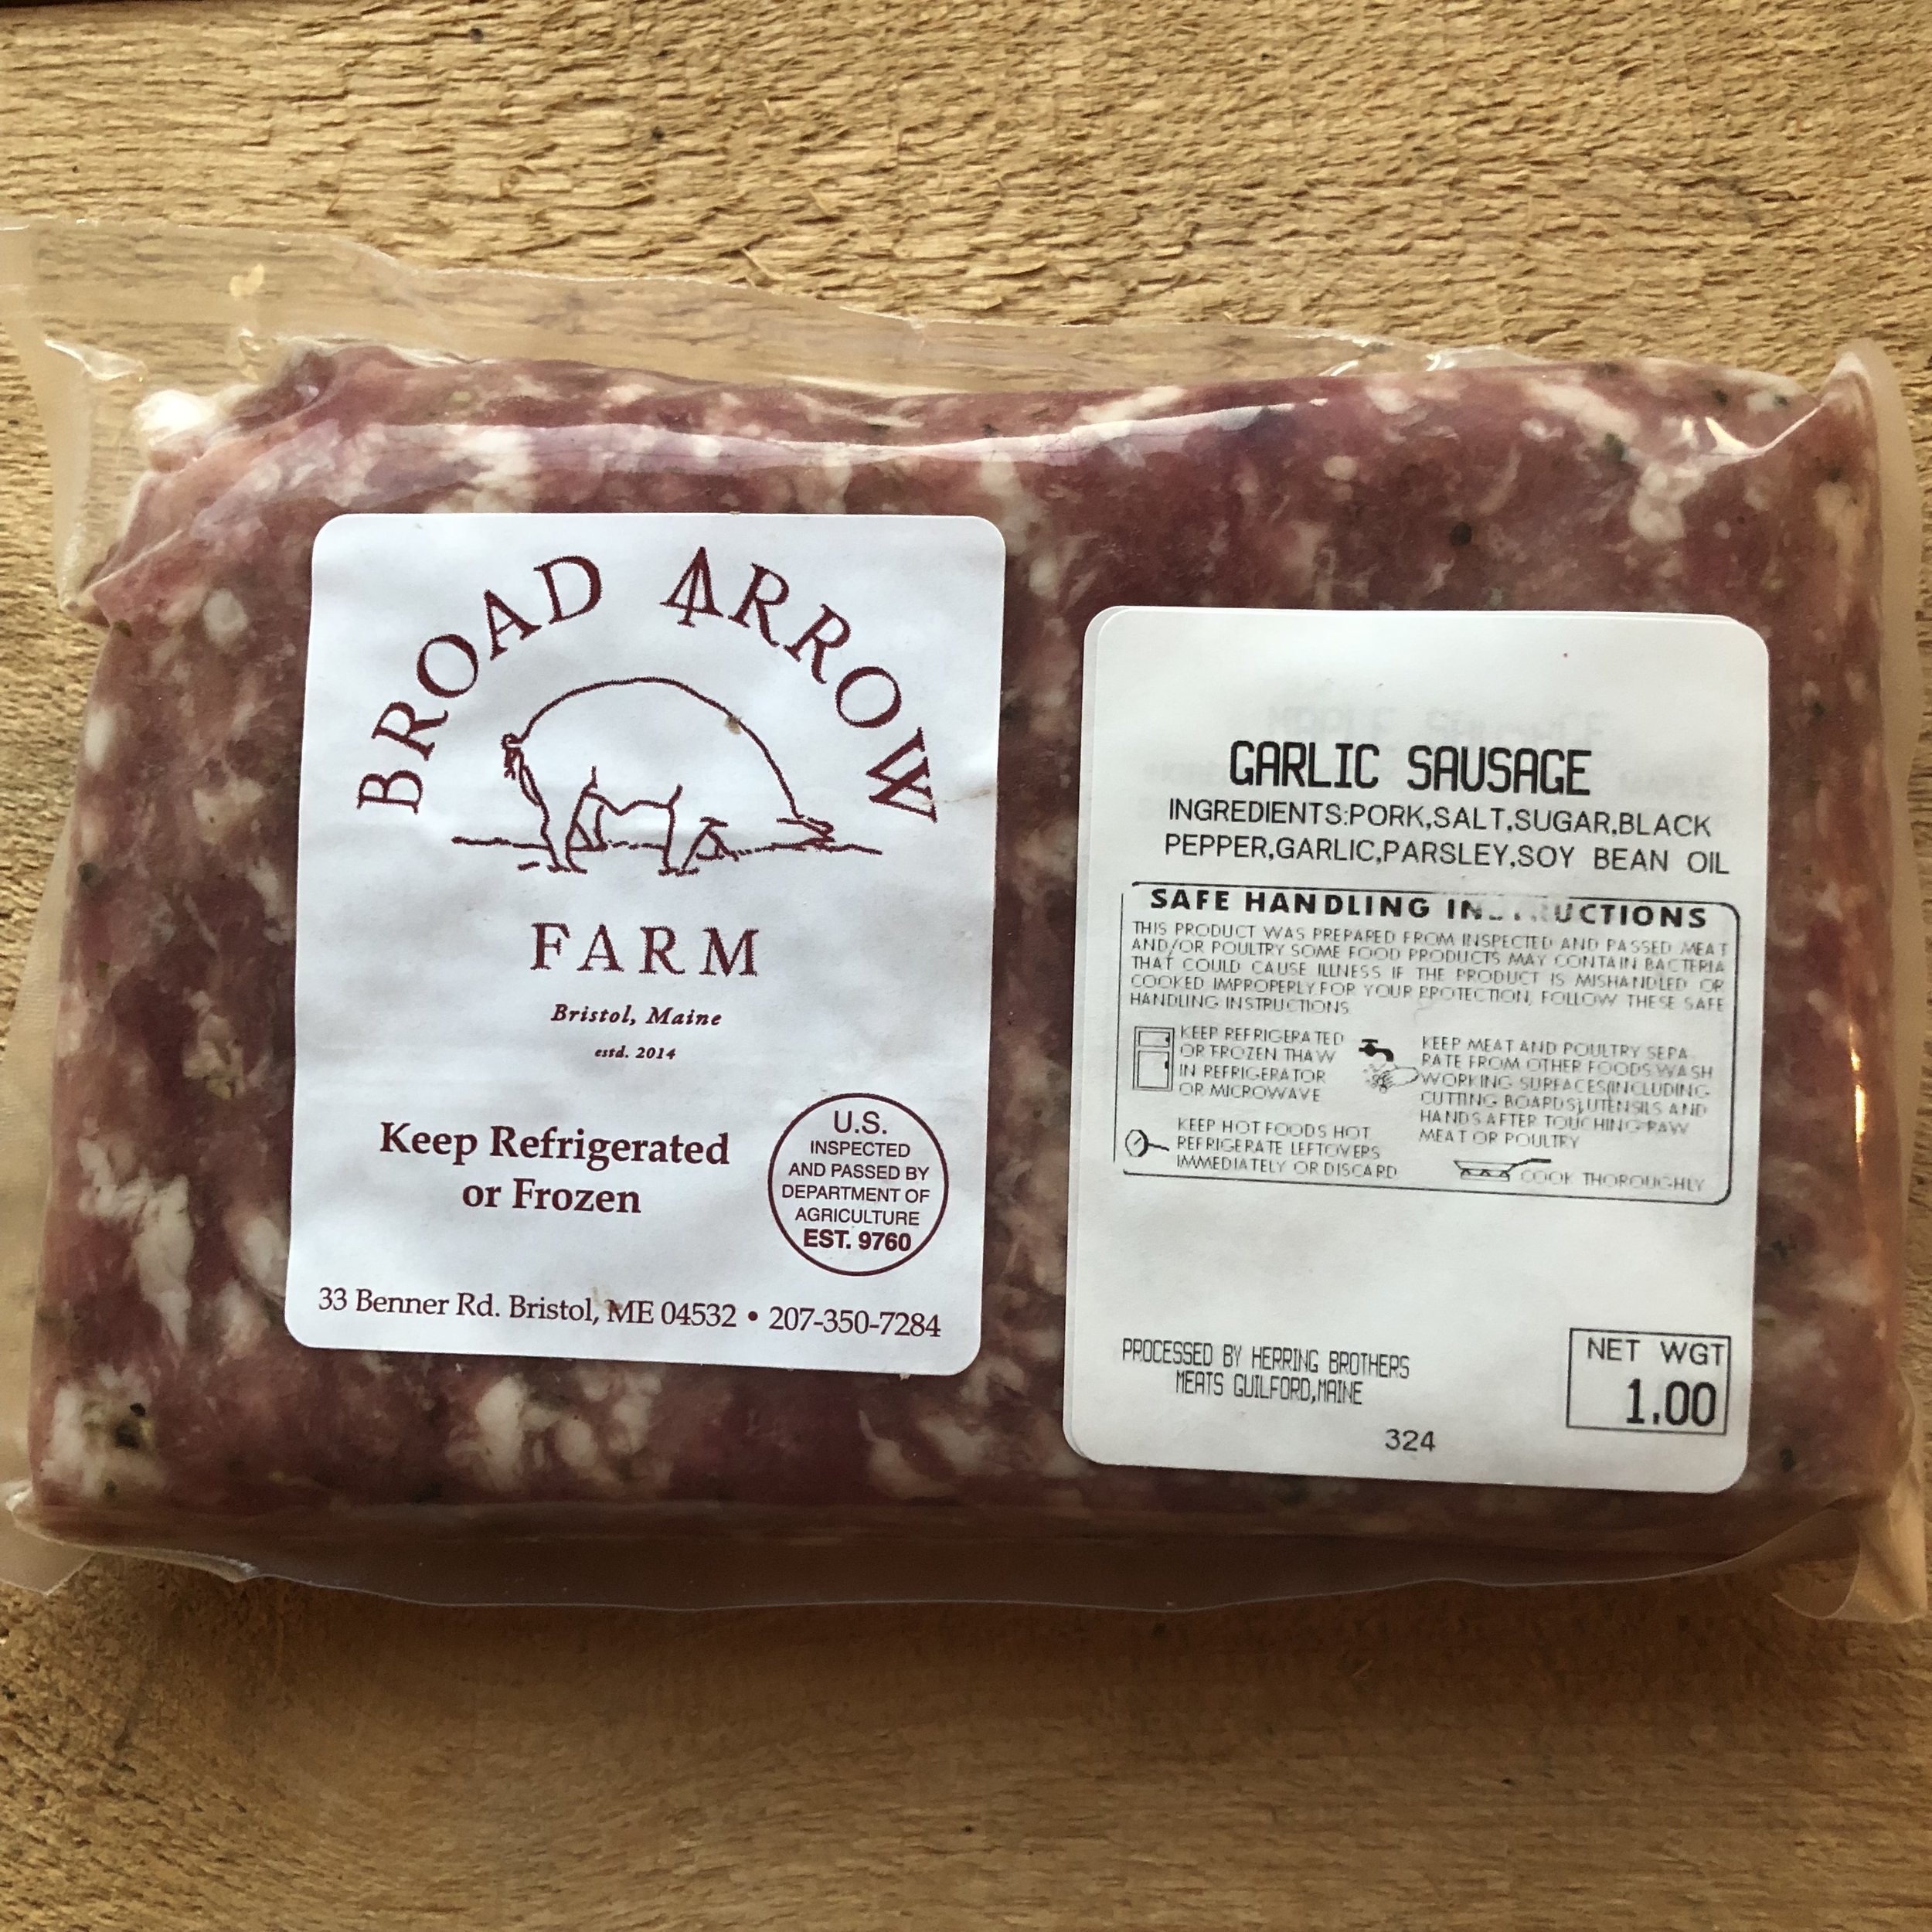 BROAD ARROW
FARM
Bristol, Maine
estd. 2014
Keep Refrigerated
or Frozen
U.S.
INSPECTED
AND PASSED BY
DEPARTMENT OF
AGRICULTURE
EST. 9760
33 Benner Rd. Bristol, ME 04532 • 207-350-7284
GARLIC SAUSAGE
INGREDIENTS:PORK,SALT,SUGAR,BLACK
PEPPER,GARLIC,PARSLEY,SOY BEAN OIL
SAFE HANDLING INSTRUCTIONS
THIS PRODUCT WAS PREPARED FROM INSPECTED AND PASSED MEAT
AND/OR POULTRY SOME FOOD PRODUCTS MAY CONTAIN BACTERIA
THAT COULD CAUSE ILLNESS IF THE PRODUCT IS MISHANDLED OR
COOKED IMPROPERLY FOR YOUR PROTECTION, FOLLOW THESE SAFE
HANDLING INSTRUCTIONS
KEEP REFRIGERATED
OR FROZEN THAW
IN REFRIGERATOR
OR MICROWAVE
KEEP MEAT AND POULTRY SEPA
RATE FROM OTHER FOODS WASH
WORKING SURFACES(INCLUDING
CUTTING BOARDS), UTENSILS AND
HANDS AFTER TOUCHING RAW
MEAT OR POULTRY
KEEP HOT FOODS HOT
REFRIGERATE LEFTOVERS
IMMEDIATELY OR DISCARD
COOK THOROUGHLY
PROCESSED BY HERRING BROTHERS
MEATS GUILFORD,MAINE
NET WGT
1.00
324